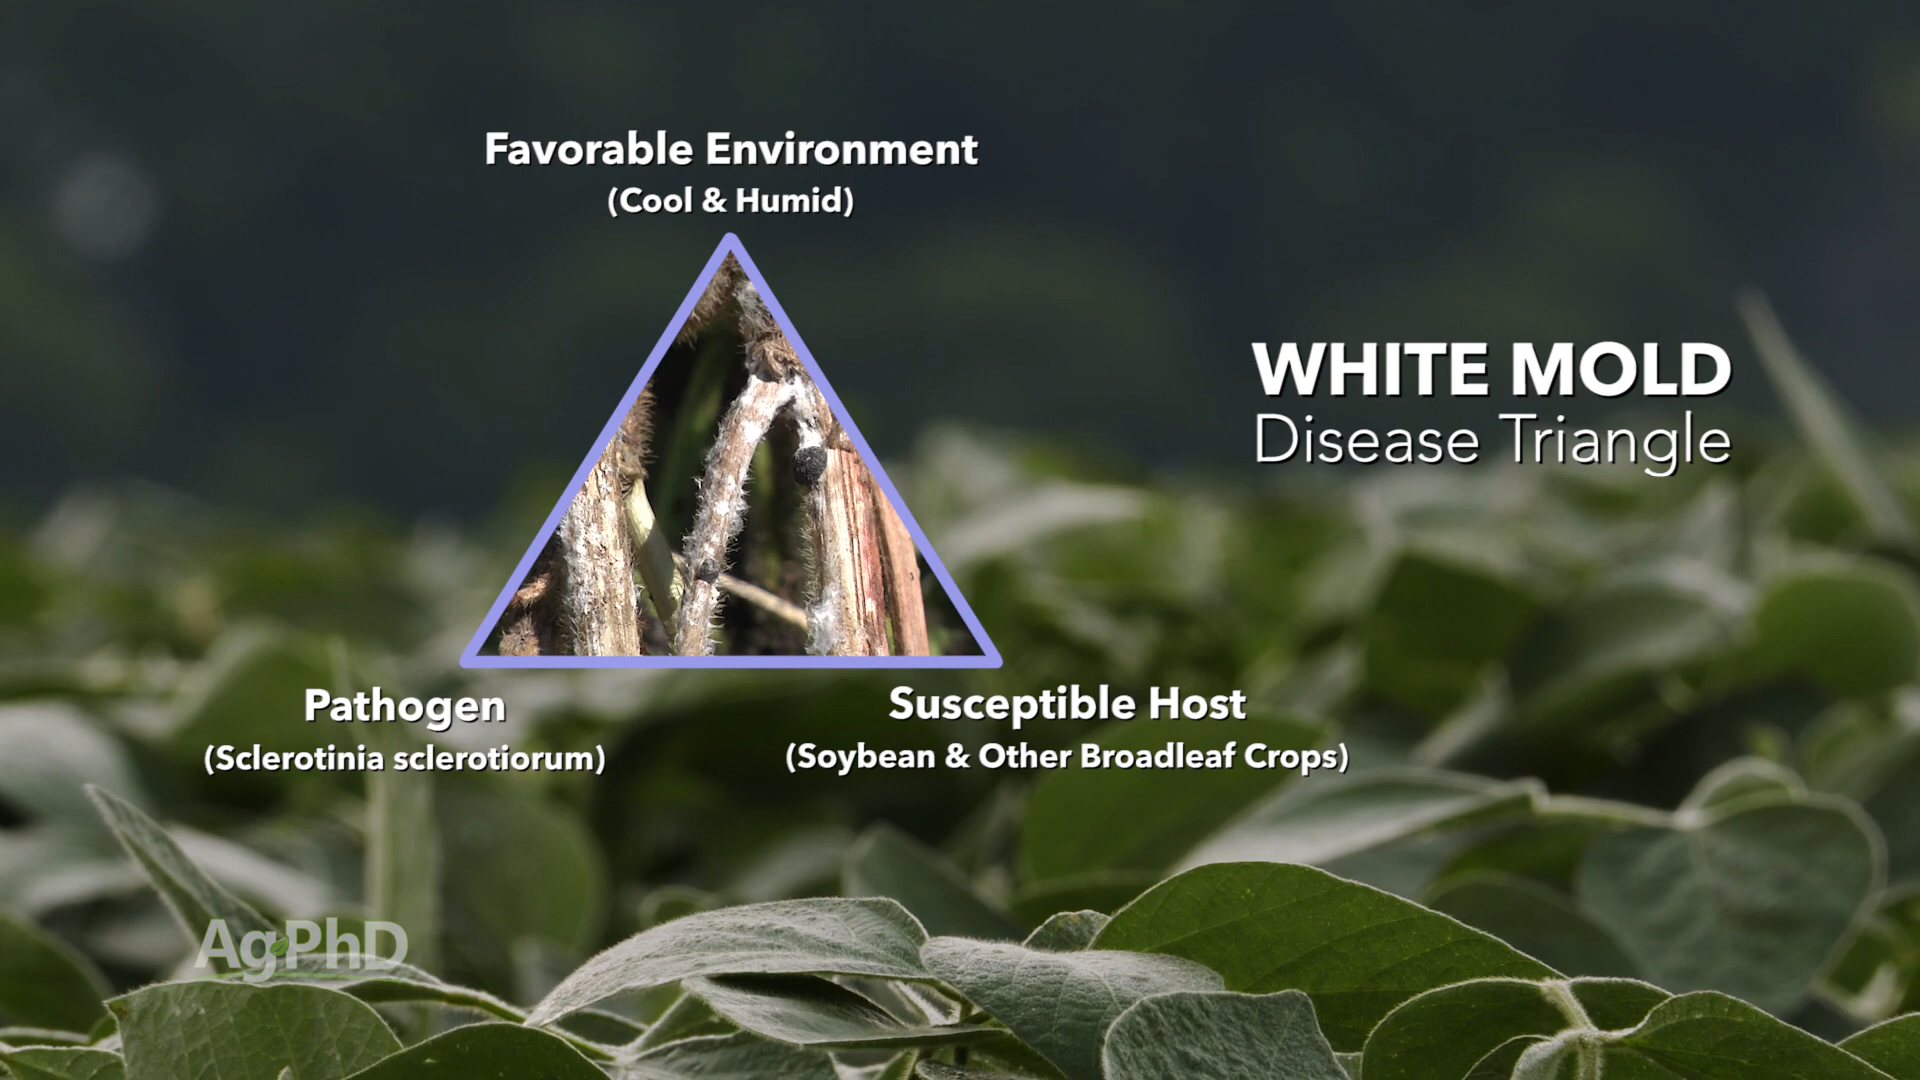 Favorable Environment
(Cool & Humid)
WHITE MOLD
Disease Triangle
Pathogen
(Sclerotinia sclerotiorum)
Susceptible Host
(Soybean & Other Broadleaf Crops)
AgPhD